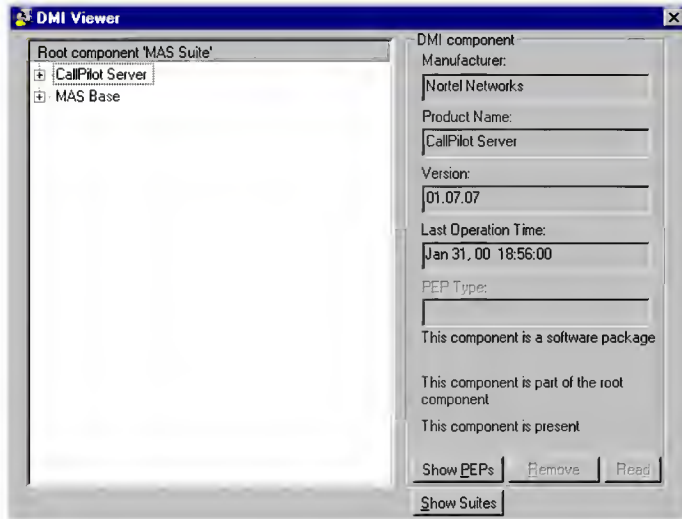 DMI Viewer
Root component 'MAS Suite'
CallPilot Server
MAS Base
DMI component
Manufacturer:
Nortel Networks
Product Name:
CallPilot Server
Version:
01.07.07
Last Operation Time:
Jan 31, 00 18:56:00
PEP Type:
This component is a software package
This component is part of the root
component
This component is present
Show PEPs Remove Read
Show Suites